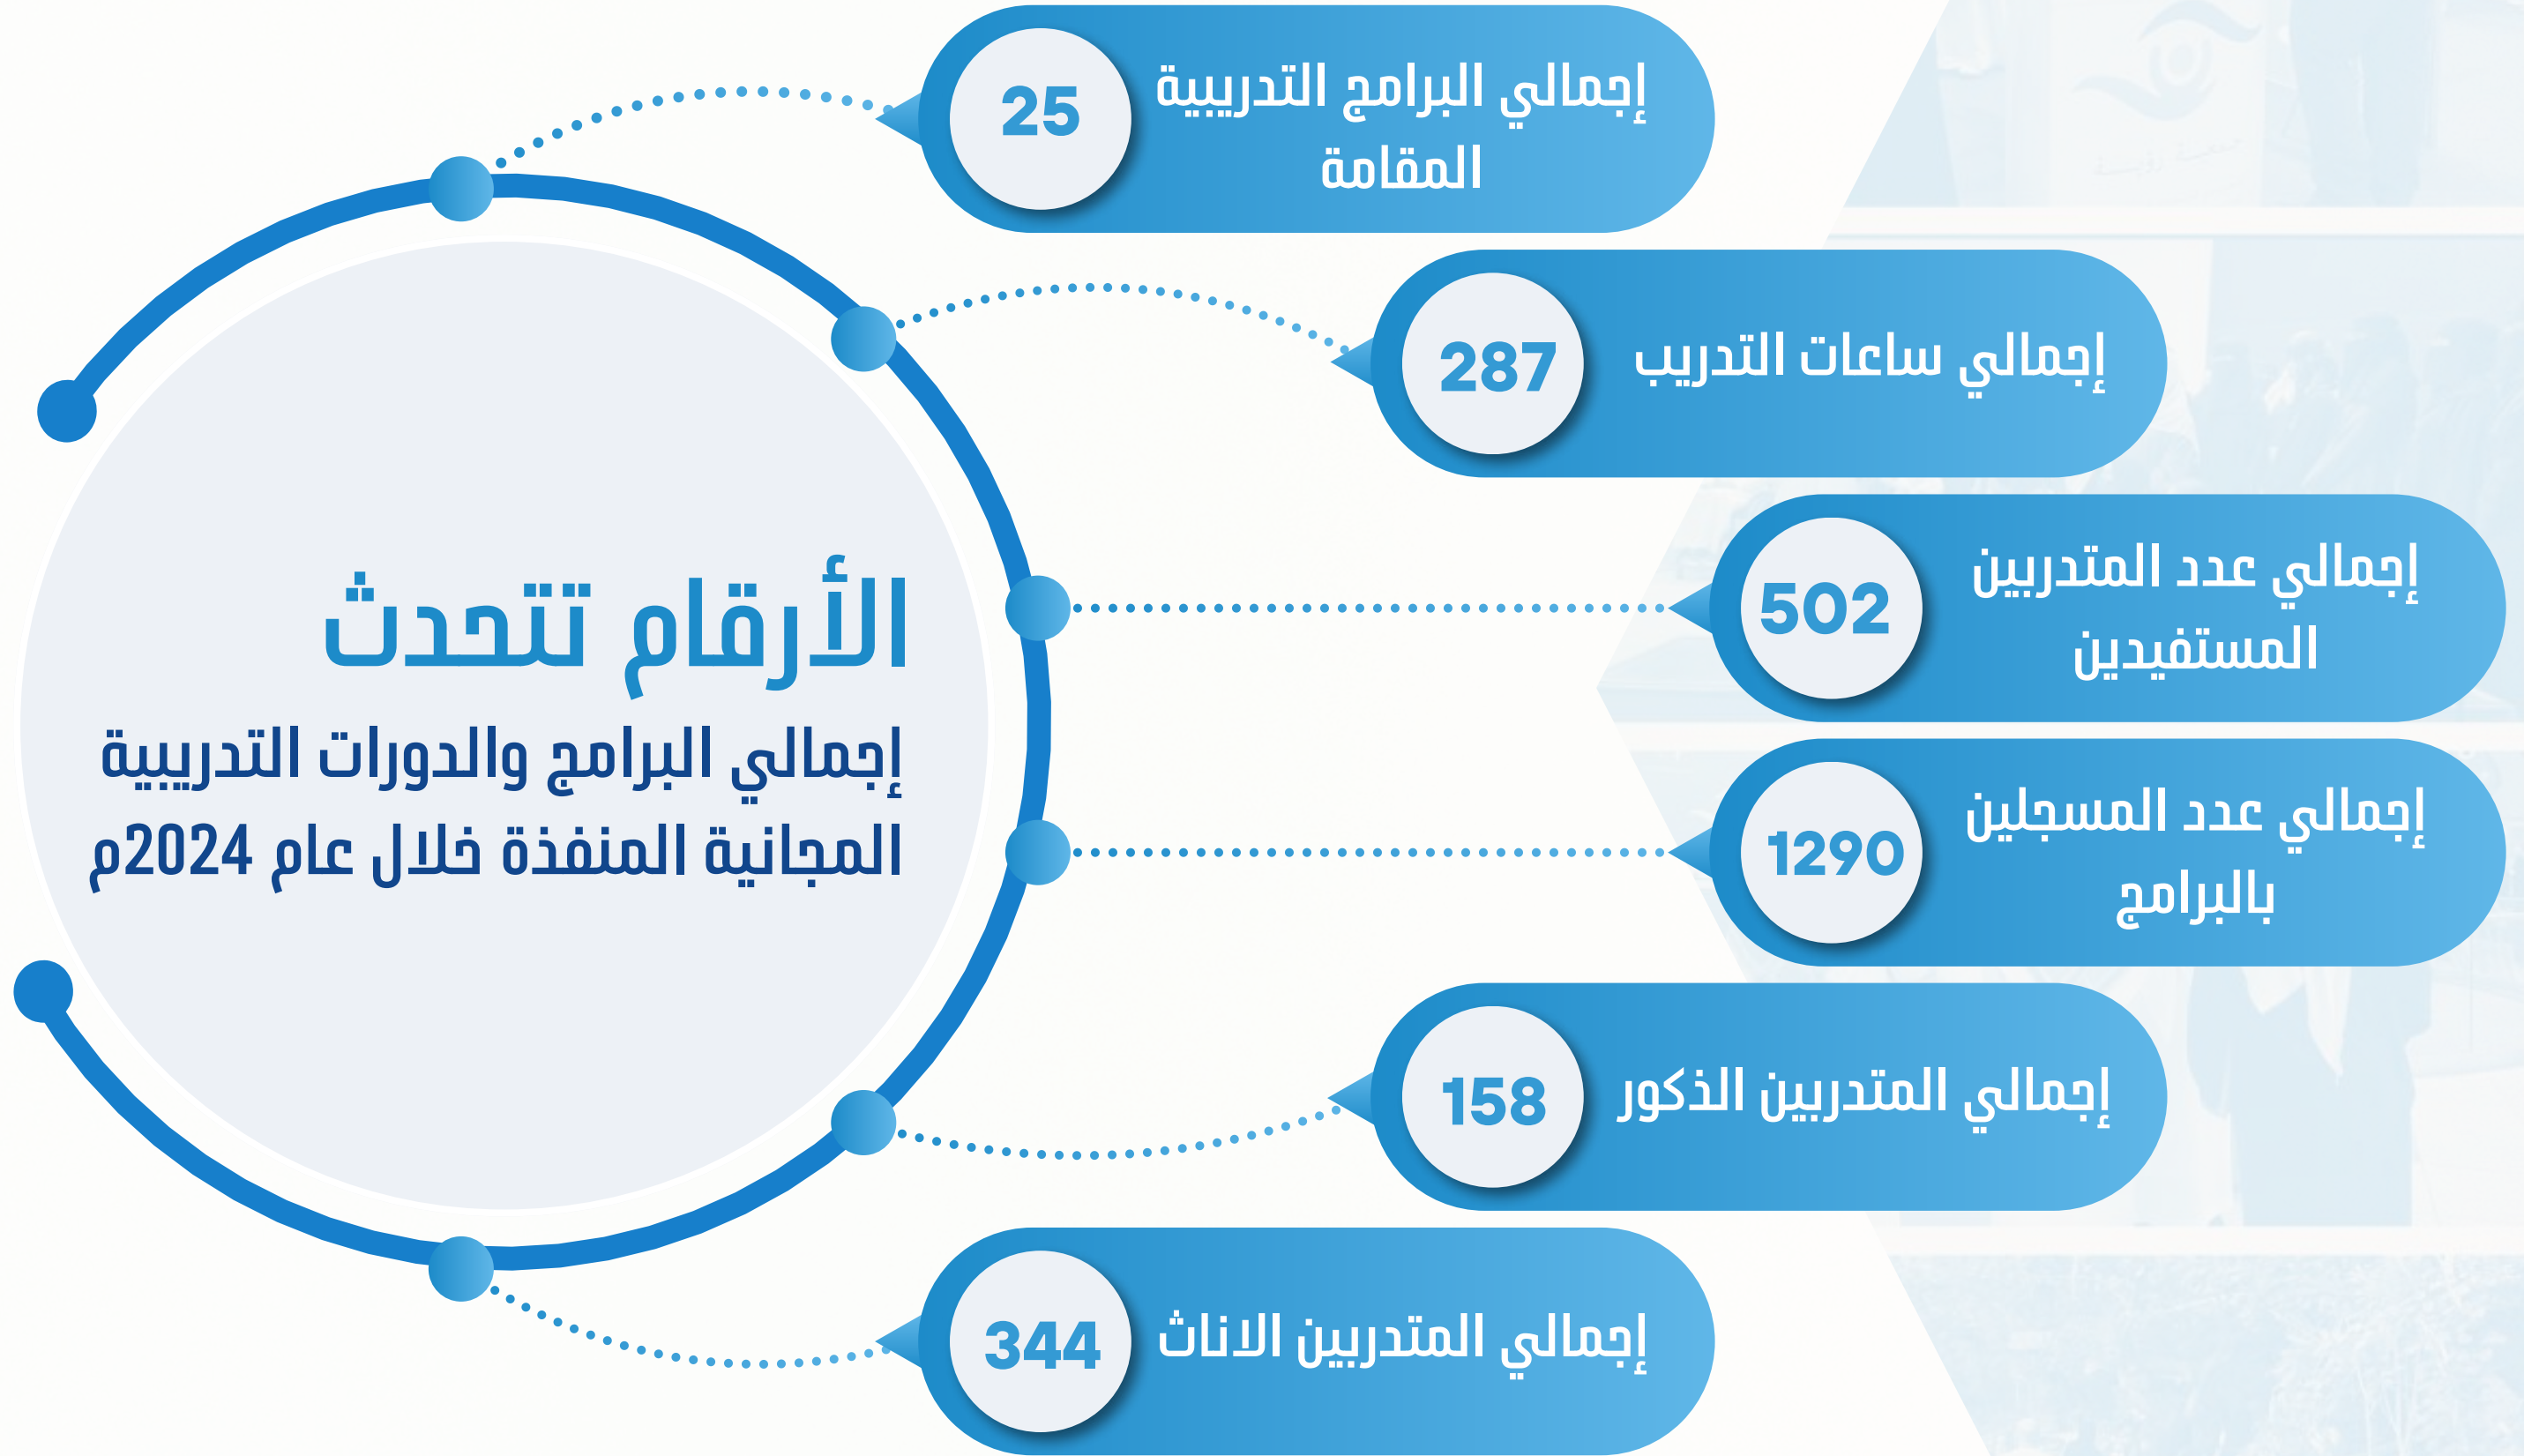 الأرقام تتحدث
إجمالي البرامج والدورات التدريبية
المجانية المنفذة خلال عام 2024م
إجمالي البرامج التدريبية
المقامة
25
إجمالي ساعات التدريب
287
إجمالي عدد المتدربين
المستفيدين
502
إجمالي عدد المسجلين
بالبرامج
1290
إجمالي المتدربين الذكور
158
إجمالي المتدربين الاناث
344